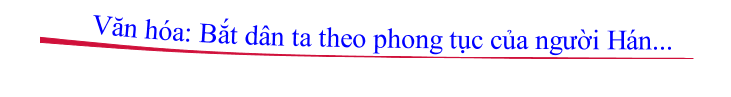 Văn hóa: Bắt dân ta theo phong tục của người Hán...